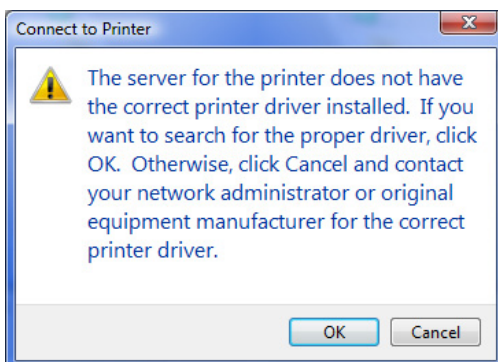 Connect to Printer
The server for the printer does not have
the correct printer driver installed. If you
want to search for the proper driver, click
OK. Otherwise, click Cancel and contact
your network administrator or original
equipment manufacturer for the correct
printer driver.
OK Cancel